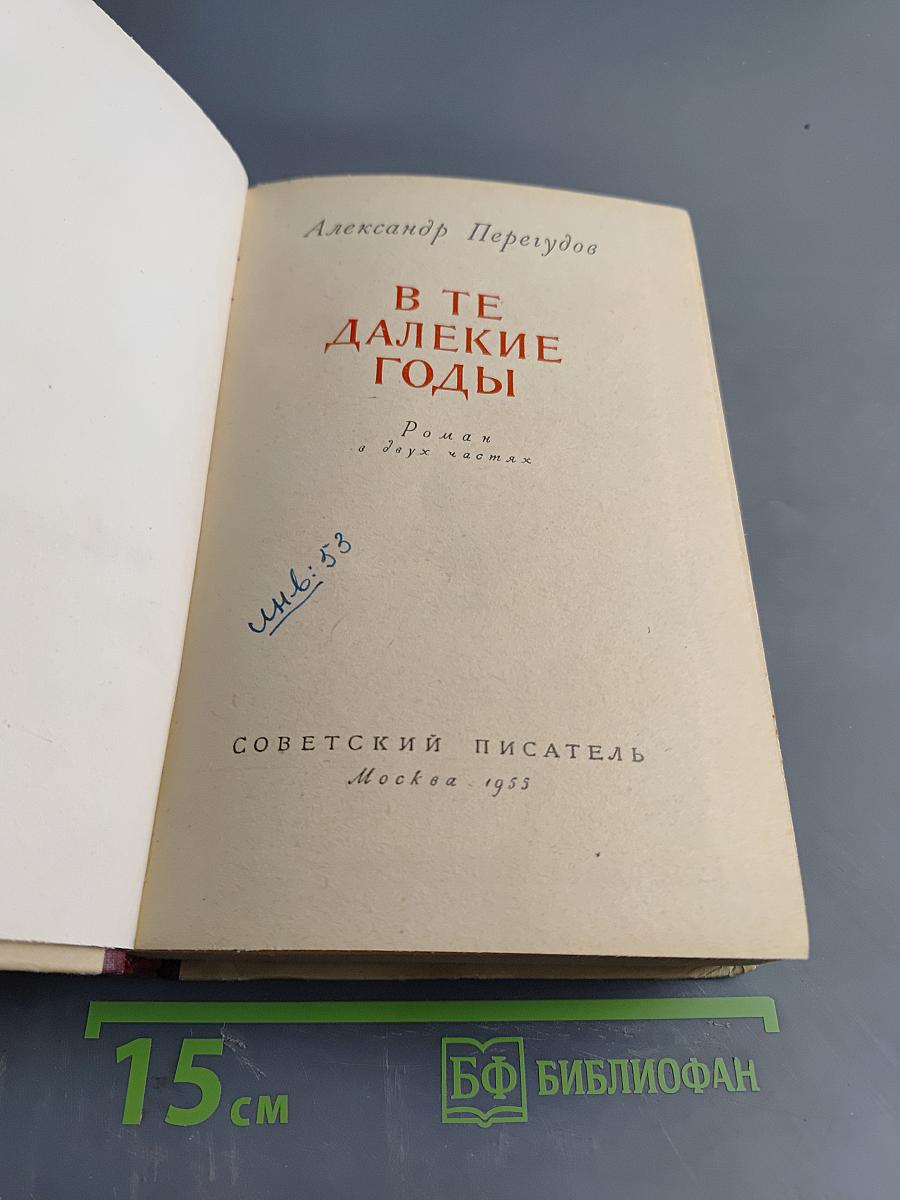 Александр Перегудов
В ТЕ
ДАЛЕКИЕ
ГОДЫ
Роман
в двух частях
инв: 53
СОВЕТСКИЙ ПИСАТЕЛЬ
Москва 1955
15 см
БФ БИБЛИОФАН